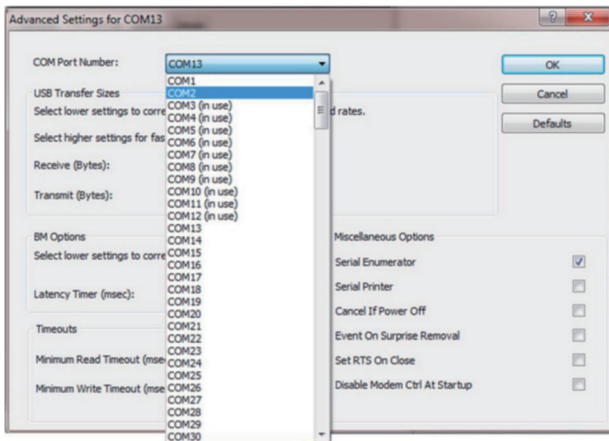 Advanced Settings for COM13
COM Port Number:
COM13
OK
Cancel
Defaults
COM1
COM2
COM3 (in use)
COM4 (in use)
COM5 (in use)
COM6 (in use)
COM7 (in use)
COM8 (in use)
COM9 (in use)
COM10 (in use)
COM11 (in use)
COM12 (in use)
COM13
COM14
COM15
COM16
COM17
COM18
COM19
COM20
COM21
COM22
COM23
COM24
COM25
COM26
COM27
COM28
COM29
COM30
USB Transfer Sizes
Select lower settings to corre
d rates.
Select higher settings for fas
Receive (Bytes):
Transmit (Bytes):
BM Options
Select lower settings to corre
Latency Timer (msec):
Timeouts
Minimum Read Timeout (mse
Minimum Write Timeout (mse
Miscellaneous Options
Serial Enumerator
Serial Printer
Cancel If Power Off
Event On Surprise Removal
Set RTS On Close
Disable Modem Ctrl At Startup